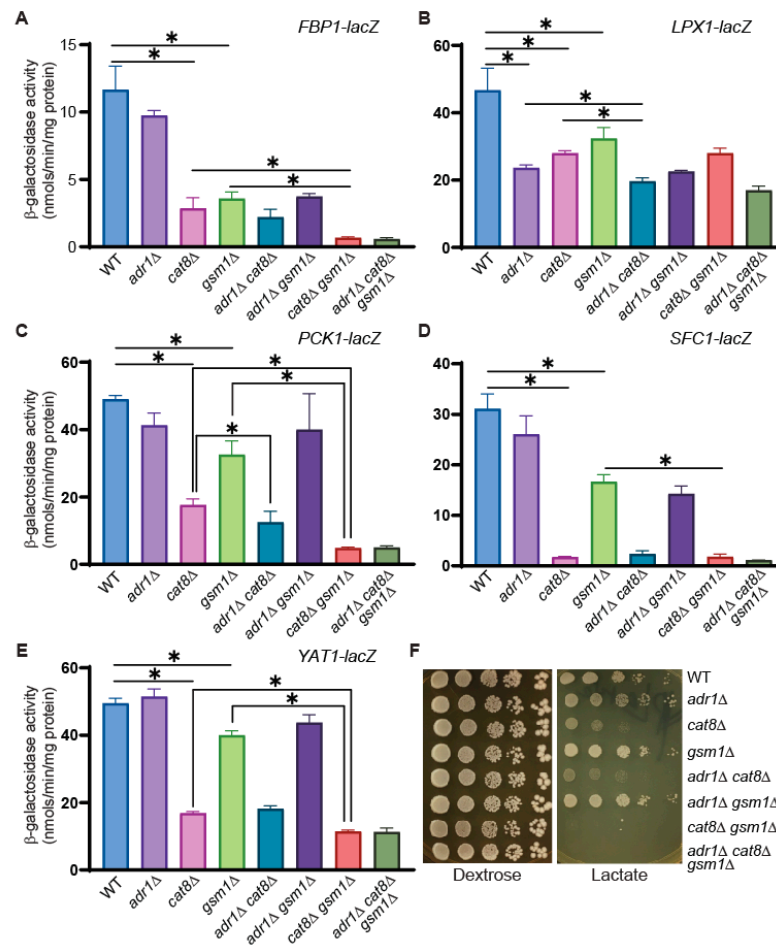 A
FBP1-lacZ
β-galactosidase activity
(nmols/min/mg protein)
15
10
5
0
*
*
*
*
WT
adr1Δ
cat8Δ
gsm1Δ
adr1Δ cat8Δ
adr1Δ gsm1Δ
cat8Δ gsm1Δ
adr1Δ cat8Δ
gsm1Δ
B
LPX1-lacZ
60
40
20
0
*
*
*
*
*
WT
adr1Δ
cat8Δ
gsm1Δ
adr1Δ cat8Δ
adr1Δ gsm1Δ
cat8Δ gsm1Δ
adr1Δ cat8Δ
gsm1Δ
C
PCK1-lacZ
β-galactosidase activity
(nmols/min/mg protein)
60
40
20
0
*
*
*
*
*
WT
adr1Δ
cat8Δ
gsm1Δ
adr1Δ cat8Δ
adr1Δ gsm1Δ
cat8Δ gsm1Δ
adr1Δ cat8Δ
gsm1Δ
D
SFC1-lacZ
40
30
20
10
0
*
*
*
WT
adr1Δ
cat8Δ
gsm1Δ
adr1Δ cat8Δ
adr1Δ gsm1Δ
cat8Δ gsm1Δ
adr1Δ cat8Δ
gsm1Δ
E
YAT1-lacZ
β-galactosidase activity
(nmols/min/mg protein)
60
40
20
0
*
*
*
*
WT
adr1Δ
cat8Δ
gsm1Δ
adr1Δ cat8Δ
adr1Δ gsm1Δ
cat8Δ gsm1Δ
adr1Δ cat8Δ
gsm1Δ
F
WT
adr1Δ
cat8Δ
gsm1Δ
adr1Δ cat8Δ
adr1Δ gsm1Δ
cat8Δ gsm1Δ
adr1Δ cat8Δ
gsm1Δ
Dextrose
Lactate